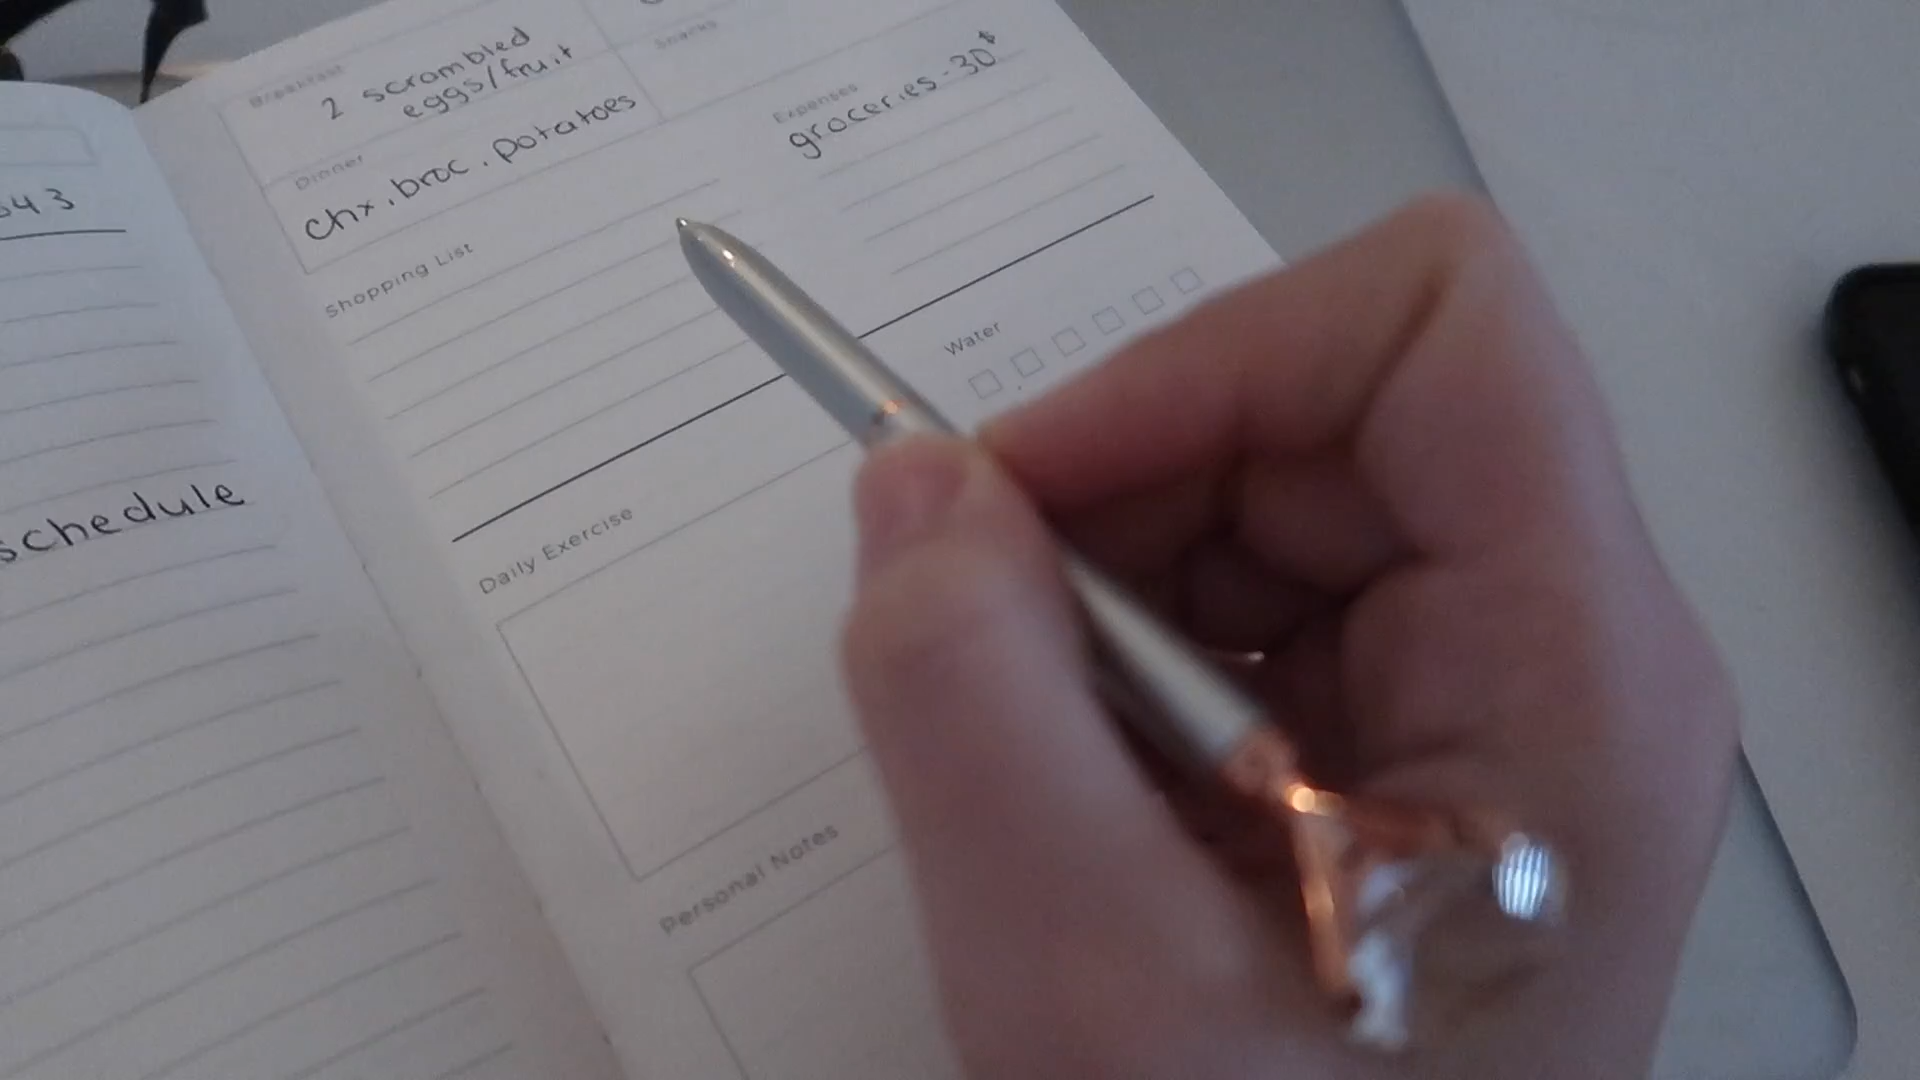 Breakfast
2 scrambled
eggs/fruit
Snacks
Dinner
chx. broc. potatoes
Expenses
groceries - 30$
Shopping List
Water
Daily Exercise
Personal Notes
43
schedule